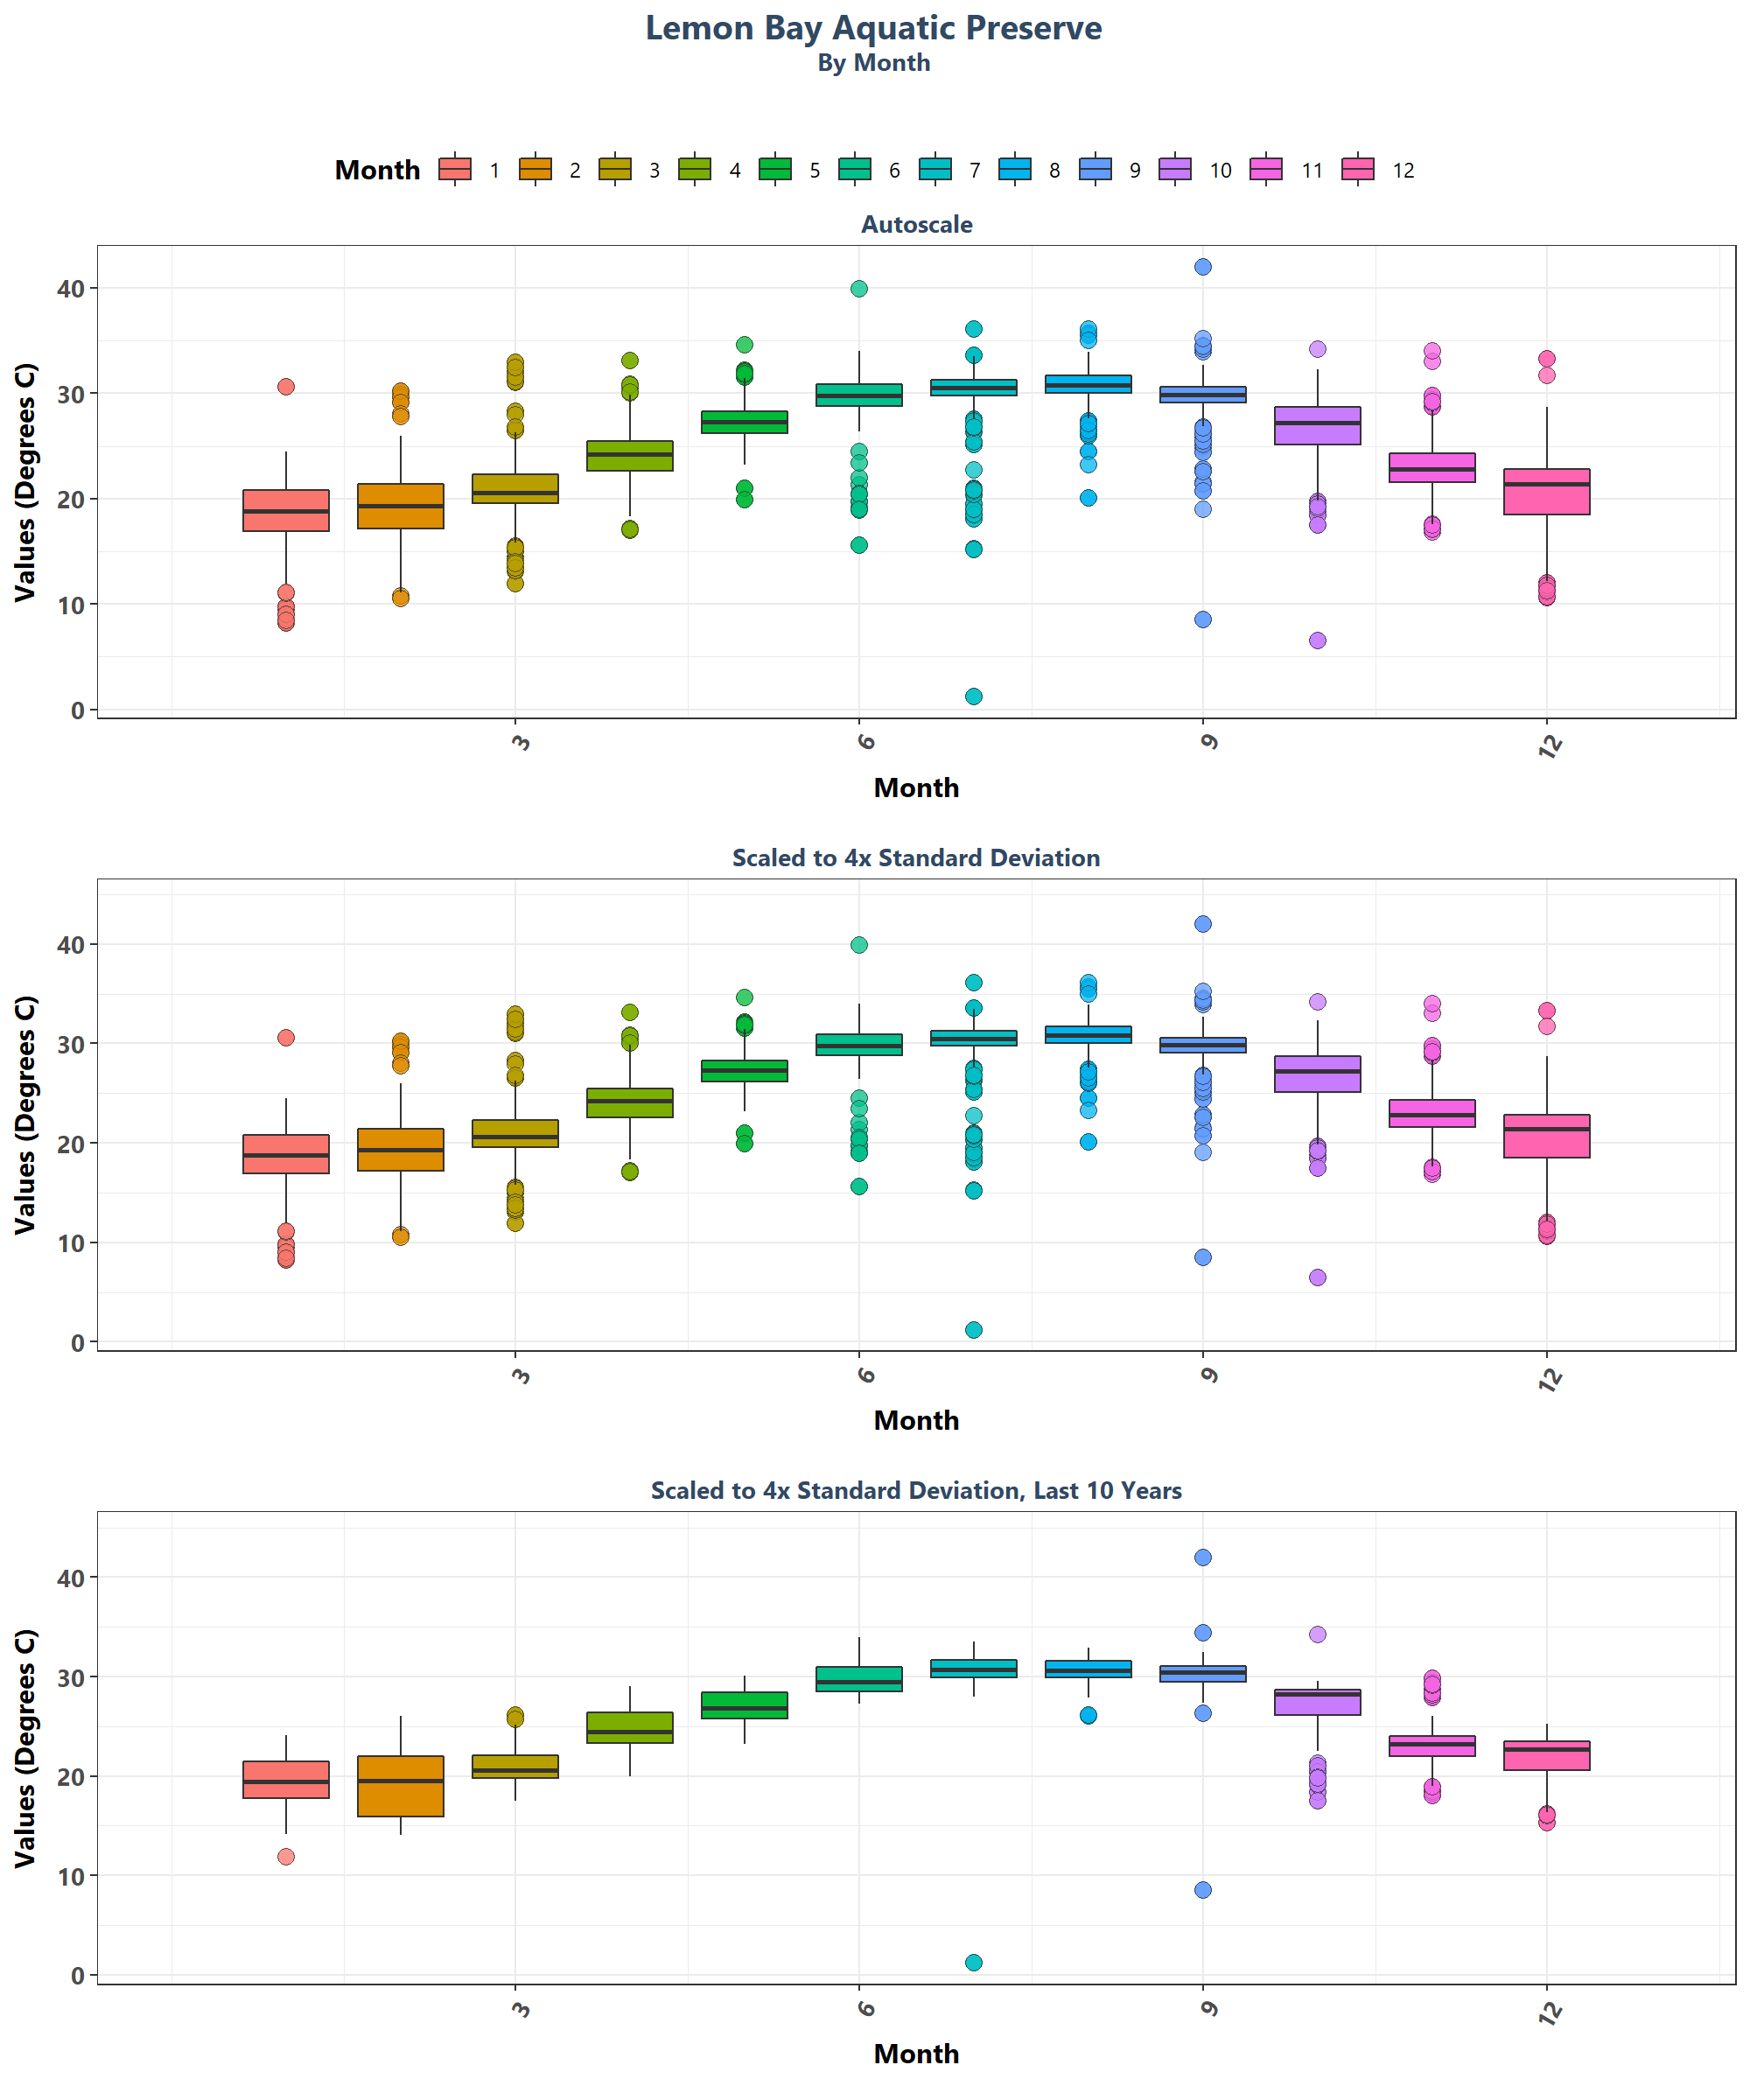 Lemon Bay Aquatic Preserve
By Month
Month 1 2 3 4 5 6 7 8 9 10 11 12
Autoscale
Values (Degrees C)
40
30
20
10
0
3 6 9 12
Month
Scaled to 4x Standard Deviation
Values (Degrees C)
40
30
20
10
0
3 6 9 12
Month
Scaled to 4x Standard Deviation, Last 10 Years
Values (Degrees C)
40
30
20
10
0
3 6 9 12
Month